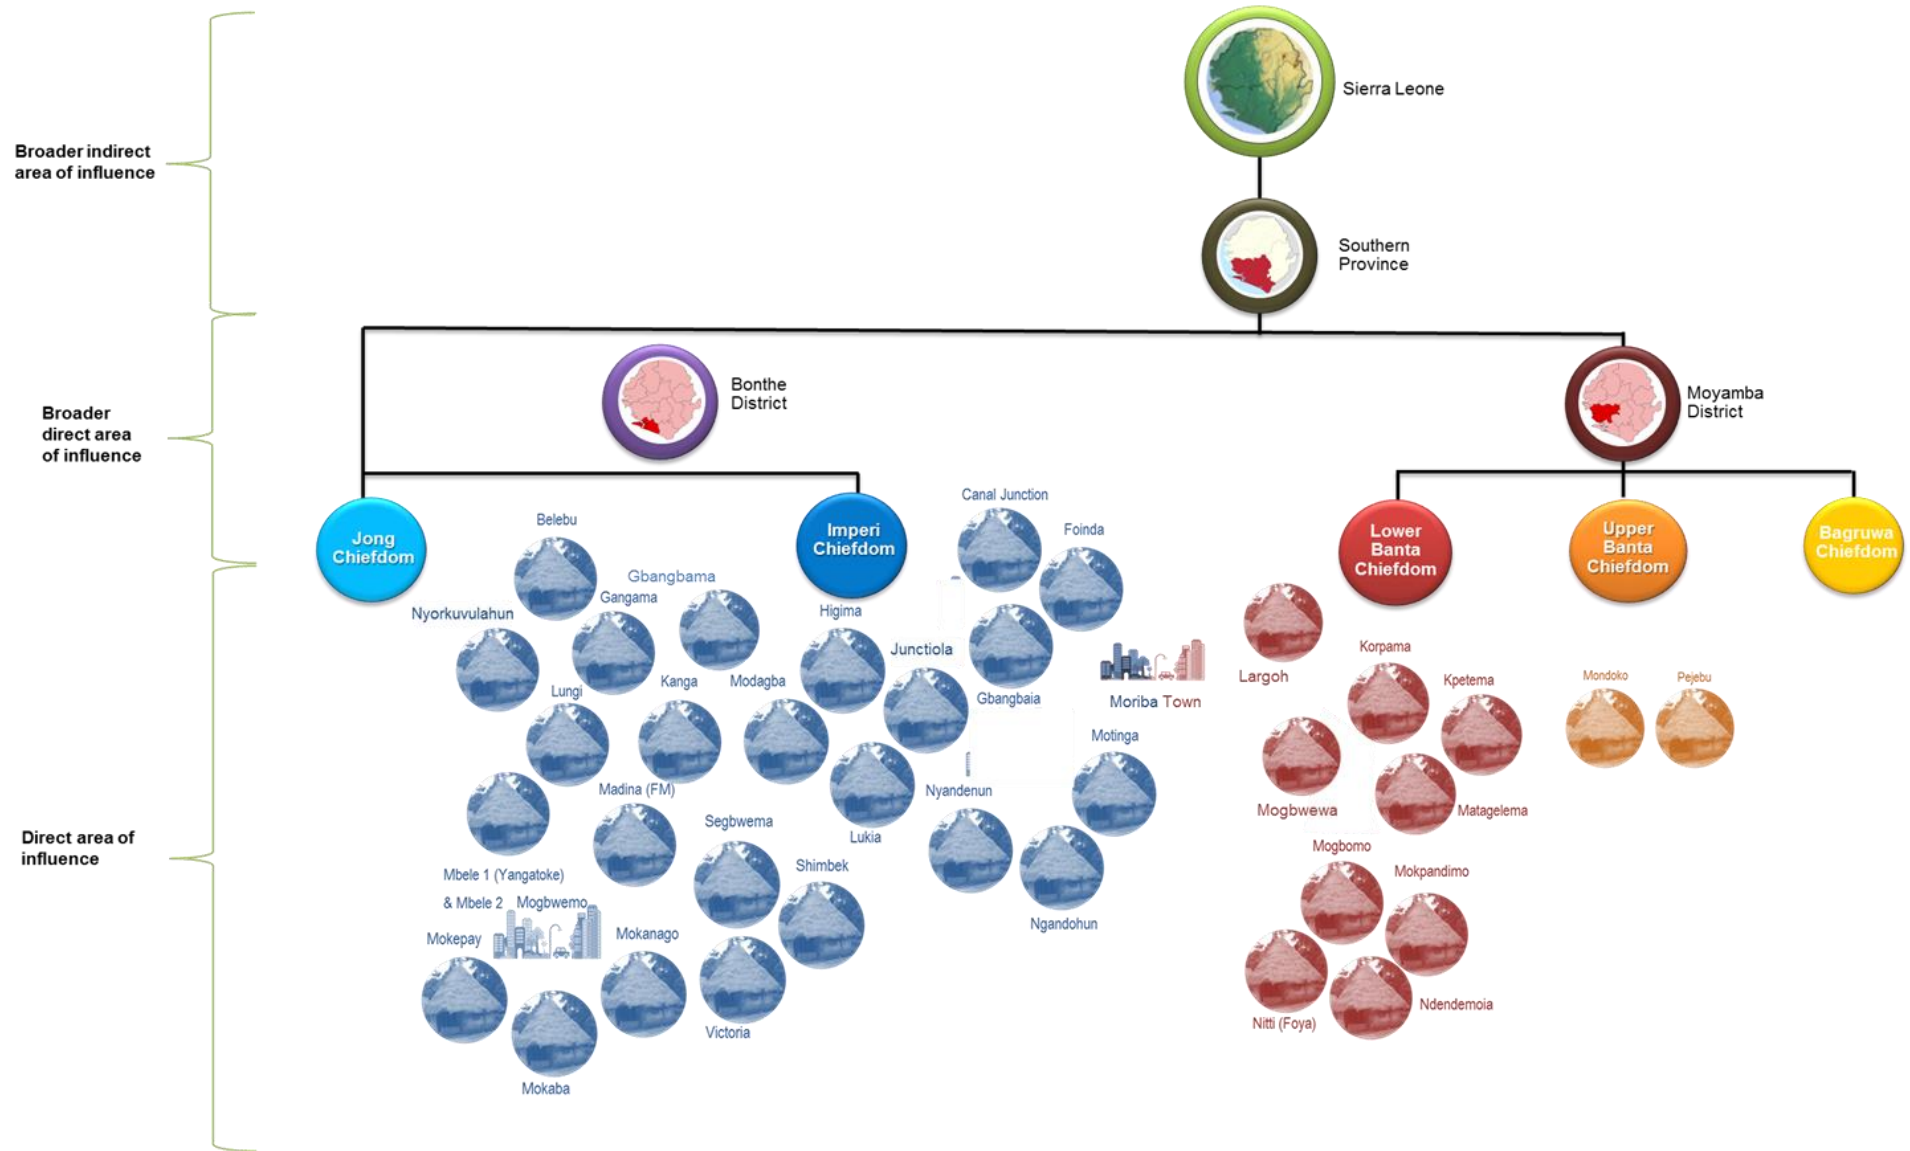 Sierra Leone
Broader indirect
area of influence
Southern
Province
Bonthe
District
Moyamba
District
Broader
direct area
of influence
Jong
Chiefdom
Imperi
Chiefdom
Lower
Banta
Chiefdom
Upper
Banta
Chiefdom
Bagruwa
Chiefdom
Canal Junction
Belebu
Foinda
Gbangbama
Gangama
Nyorkuvulahun
Higima
Junctiola
Korpama
Largoh
Lungi
Kanga
Modagba
Kpetema
Mondoko
Pejebu
Gbangbaia
Moriba Town
Motinga
Madina (FM)
Nyandenun
Mogbwewa
Matagelema
Segbwema
Lukia
Direct area of
influence
Mogbomo
Shimbek
Mokpandimo
Mbele 1 (Yangatoke)
& Mbele 2
Mogbwemo
Ngandohun
Mokepay
Mokanago
Ndendemoia
Nitti (Foya)
Victoria
Mokaba